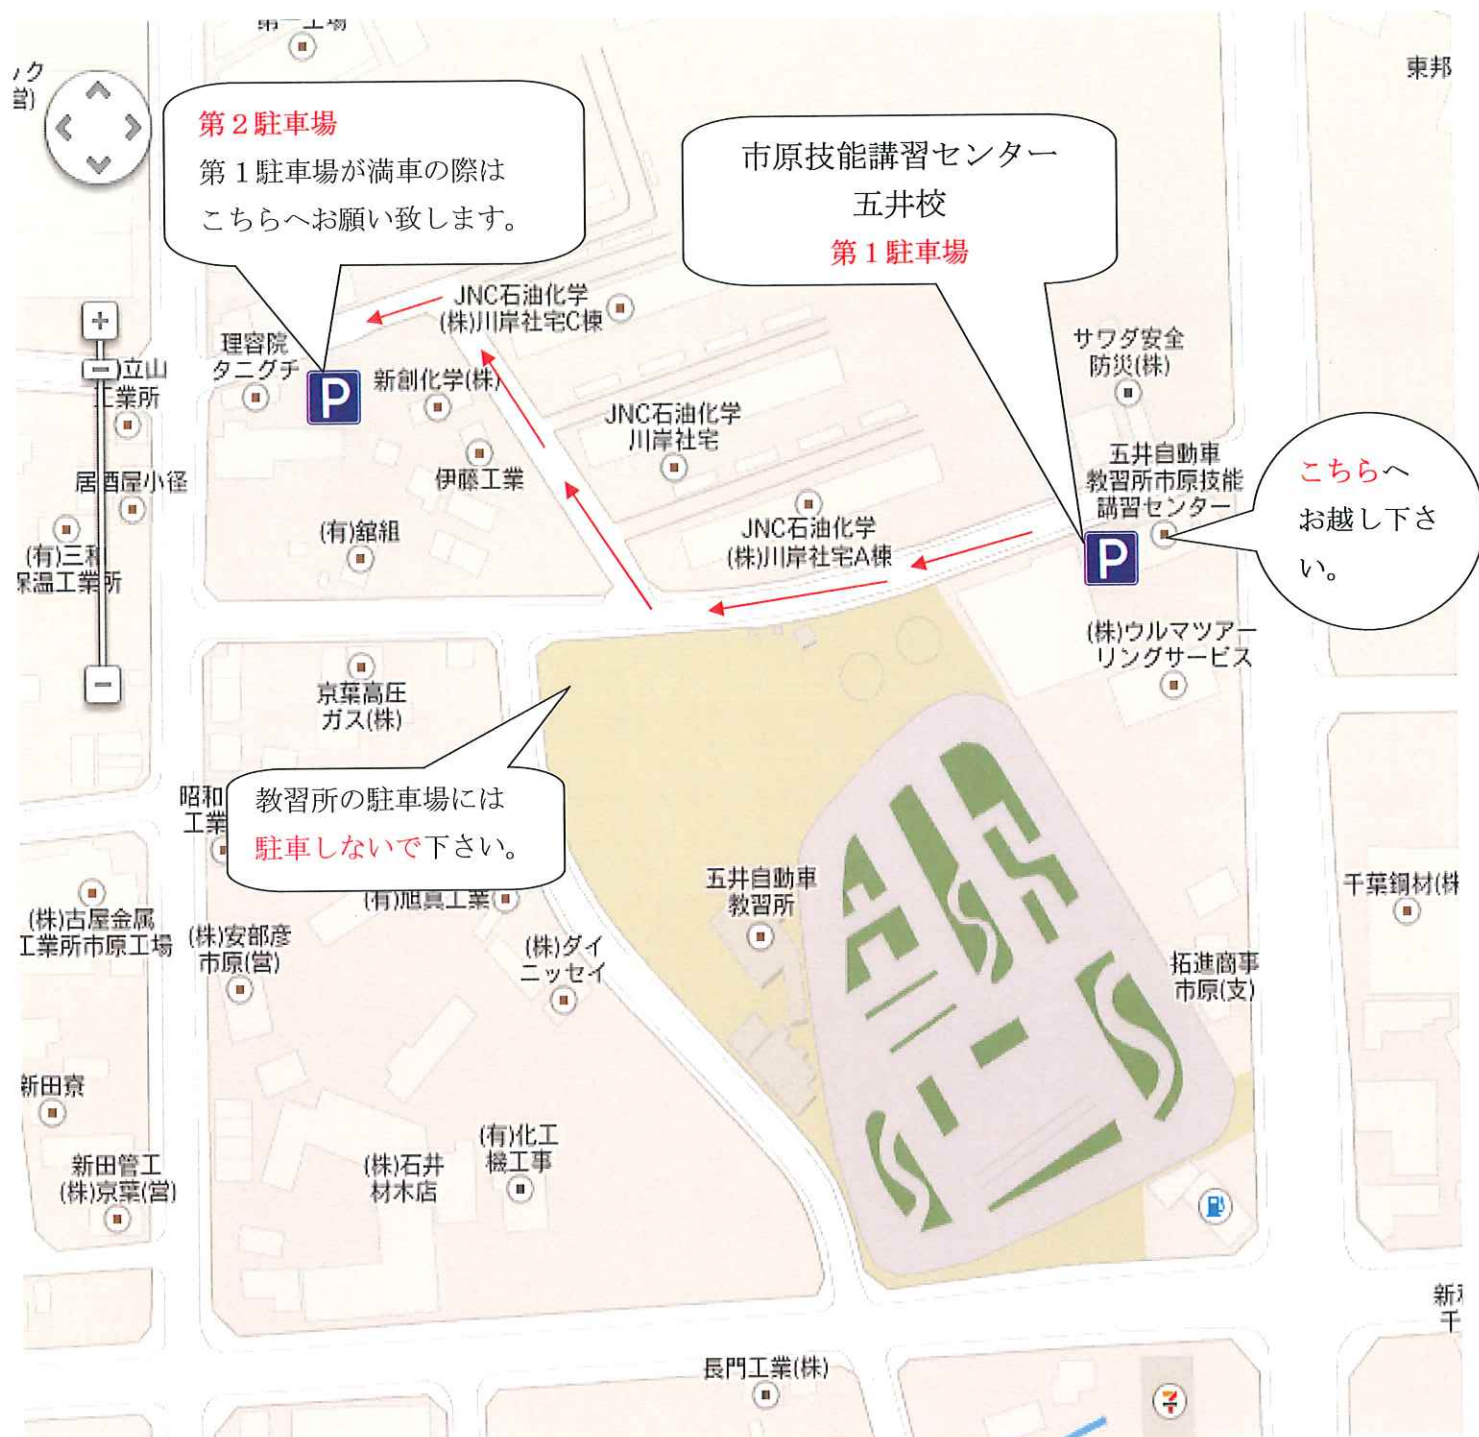 第一工場
東邦
第２駐車場
第１駐車場が満車の際は
こちらへお願い致します。
市原技能講習センター
五井校
第１駐車場
JNC石油化学
(株)川岸社宅C棟
理容院
タニグチ
新創化学(株)
サワダ安全
防災(株)
立山
工業所
P
JNC石油化学
川岸社宅
五井自動車
教習所市原技能
講習センター
こちらへ
お越し下さ
い。
居酒屋小径
伊藤工業
(有)舘組
JNC石油化学
(株)川岸社宅A棟
P
(有)三和
保温工業所
(株)ウルマツアー
リングサービス
京葉高圧
ガス(株)
教習所の駐車場には
駐車しないで下さい。
昭和
工業
五井自動車
教習所
千葉鋼材(株
(有)旭真工業
(株)古屋金属
工業所市原工場
(株)安部彦
市原(営)
(株)ダイ
ニッセイ
拓進商事
市原(支)
新田寮
新田管工
(株)京葉(営)
(株)石井
材木店
(有)化工
機工事
長門工業(株)
7